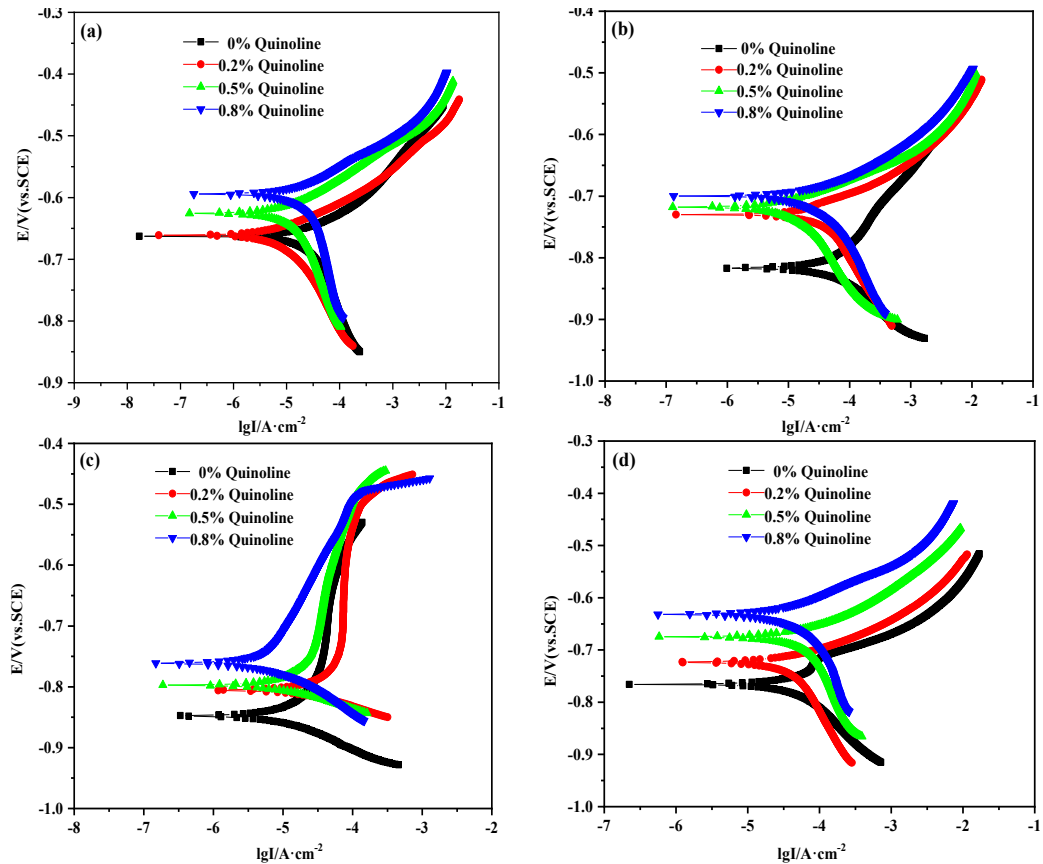 (a)
0% Quinoline
0.2% Quinoline
0.5% Quinoline
0.8% Quinoline
-0.3
-0.4
-0.5
-0.6
-0.7
-0.8
-0.9
E/V(vs.SCE)
-9 -8 -7 -6 -5 -4 -3 -2 -1
lgI/A·cm-2
(b)
0% Quinoline
0.2% Quinoline
0.5% Quinoline
0.8% Quinoline
-0.4
-0.5
-0.6
-0.7
-0.8
-0.9
-1.0
E/V(vs.SCE)
-8 -7 -6 -5 -4 -3 -2 -1
lgI/A·cm-2
(c)
0% Quinoline
0.2% Quinoline
0.5% Quinoline
0.8% Quinoline
-0.4
-0.5
-0.6
-0.7
-0.8
-0.9
-1.0
E/V(vs.SCE)
-8 -7 -6 -5 -4 -3 -2
lgI/A·cm-2
(d)
0% Quinoline
0.2% Quinoline
0.5% Quinoline
0.8% Quinoline
-0.3
-0.4
-0.5
-0.6
-0.7
-0.8
-0.9
-1.0
E/V(vs.SCE)
-7 -6 -5 -4 -3 -2 -1
lgI/A·cm-2